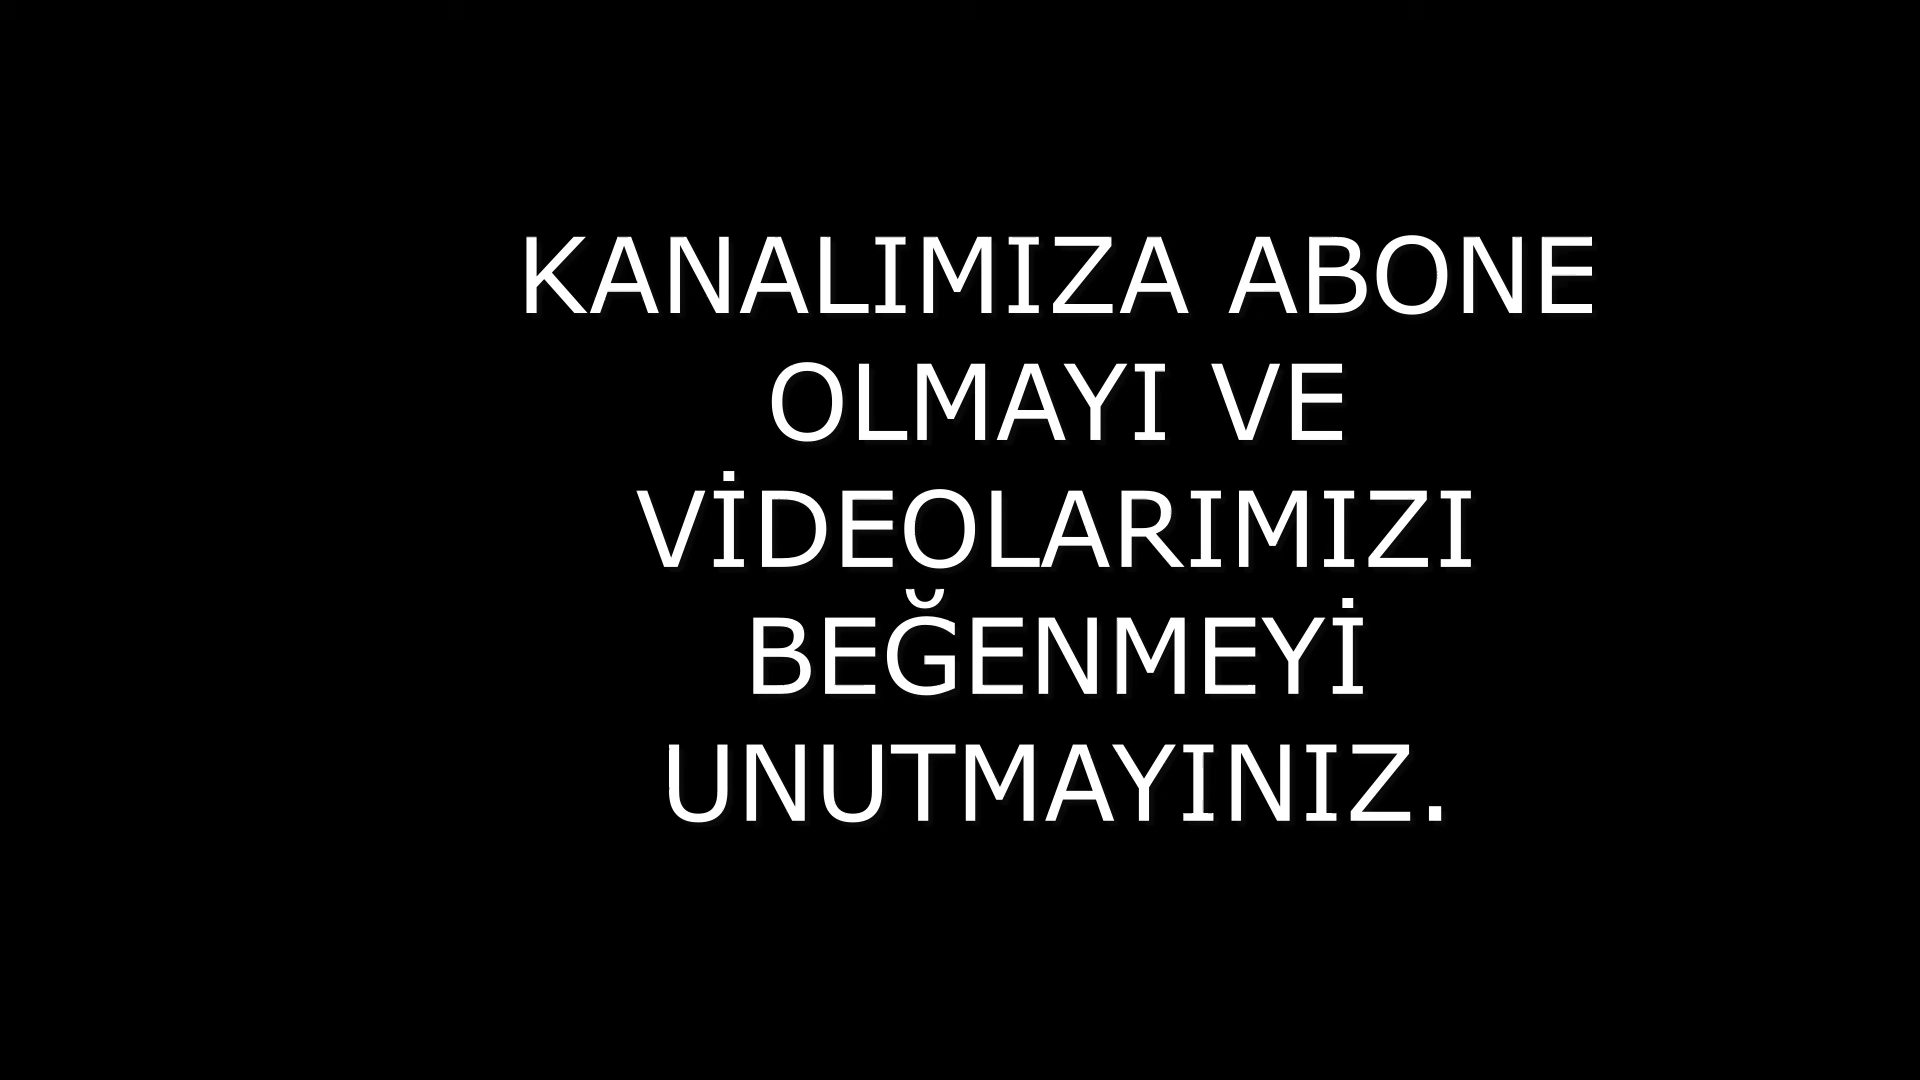 KANALIMIZA ABONE
OLMAYI VE
VİDEOLARIMIZI
BEĞENMEYİ
UNUTMAYINIZ.